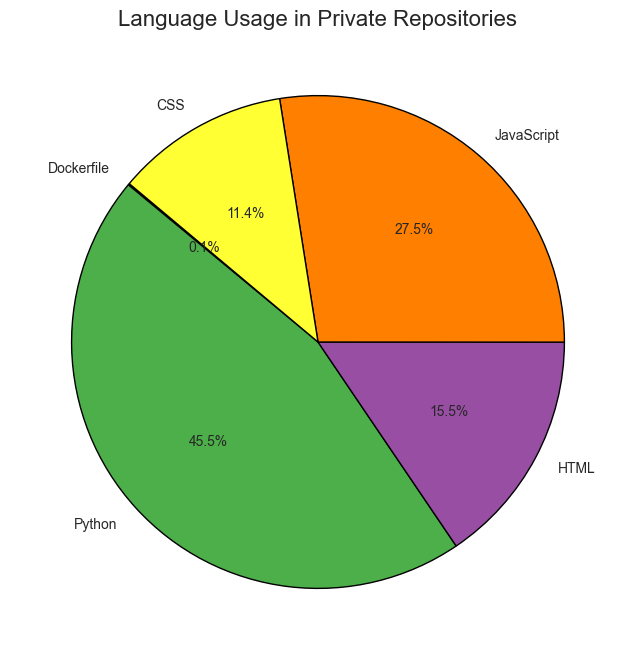 Language Usage in Private Repositories
CSS
JavaScript
Dockerfile
11.4%
27.5%
0.1%
15.5%
45.5%
HTML
Python